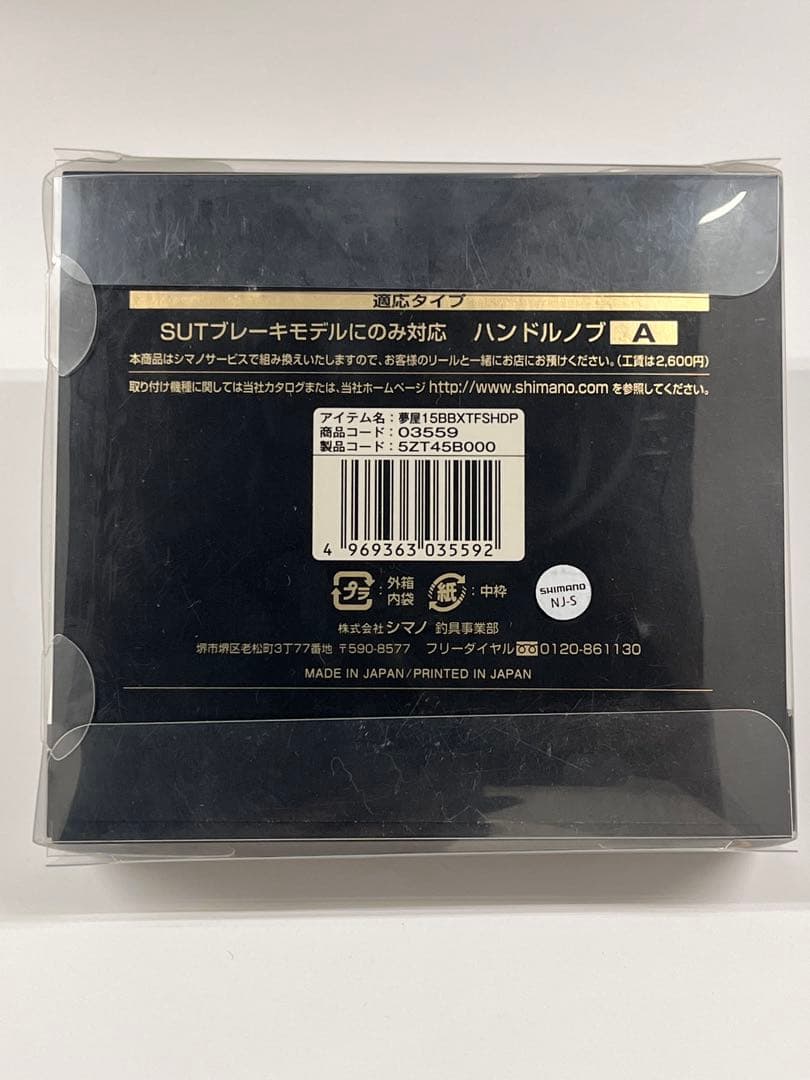 適応タイプ
SUTブレーキモデルにのみ対応 ハンドルノブ A
本商品はシマノサービスで組み換えいたしますので、お客様のリールと一緒にお店にお預けください。(工賃は2,600円)
取り付け機種に関しては当社カタログまたは、当社ホームページ http://www.shimano.com を参照してください。
アイテム名:夢屋15BBXTFSHDP
商品コード:03559
製品コード:5ZT45B000
4 969363 035592
プラ:外箱 内袋 紙:中枠
SHIMANO
NJ-S
株式会社シマノ 釣具事業部
堺市堺区老松町3丁77番地 〒590-8577 フリーダイヤル 0120-861130
MADE IN JAPAN/PRINTED IN JAPAN